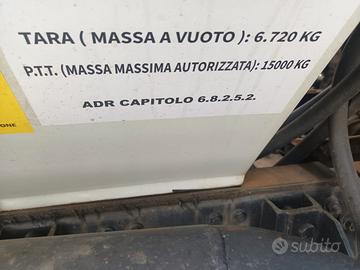 TARA ( MASSA A VUOTO ): 6.720 KG
P.T.T. (MASSA MASSIMA AUTORIZZATA): 15000 KG
ADR CAPITOLO 6.8.2.5.2.
IONE
subito